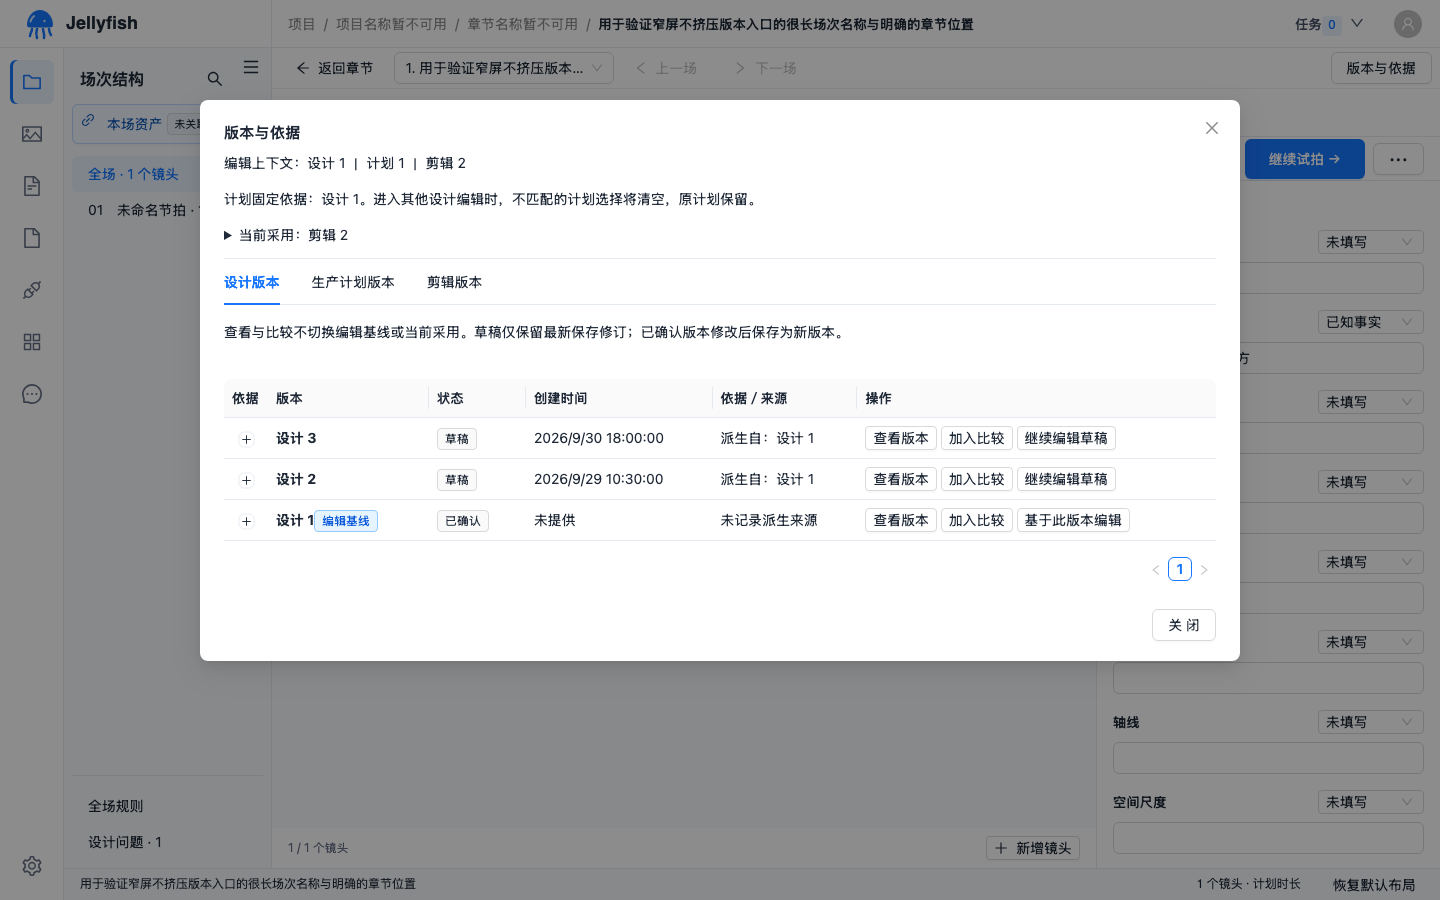 Jellyfish
项目 / 项目名称暂不可用 / 章节名称暂不可用 / 用于验证窄屏不挤压版本入口的很长场次名称与明确的章节位置
任务 0
场次结构
返回章节
1. 用于验证窄屏不挤压版本...
上一场
下一场
版本与依据
本场资产
全场 · 1 个镜头
01 未命名节拍 ·
继续试拍 →
版本与依据
编辑上下文：设计 1 | 计划 1 | 剪辑 2
计划固定依据：设计 1。进入其他设计编辑时，不匹配的计划选择将清空，原计划保留。
当前采用：剪辑 2
设计版本 生产计划版本 剪辑版本
查看与比较不切换编辑基线或当前采用。草稿仅保留最新保存修订；已确认版本修改后保存为新版本。
依据 版本 状态 创建时间 依据 / 来源 操作
设计 3 草稿 2026/9/30 18:00:00 派生自：设计 1 查看版本 加入比较 继续编辑草稿
设计 2 草稿 2026/9/29 10:30:00 派生自：设计 1 查看版本 加入比较 继续编辑草稿
设计 1 编辑基线 已确认 未提供 未记录派生来源 查看版本 加入比较 基于此版本编辑
1
关 闭
未填写
已知事实
方
未填写
未填写
未填写
未填写
轴线 未填写
空间尺度 未填写
全场规则
设计问题 · 1
1 / 1 个镜头
新增镜头
用于验证窄屏不挤压版本入口的很长场次名称与明确的章节位置
1 个镜头 · 计划时长
恢复默认布局